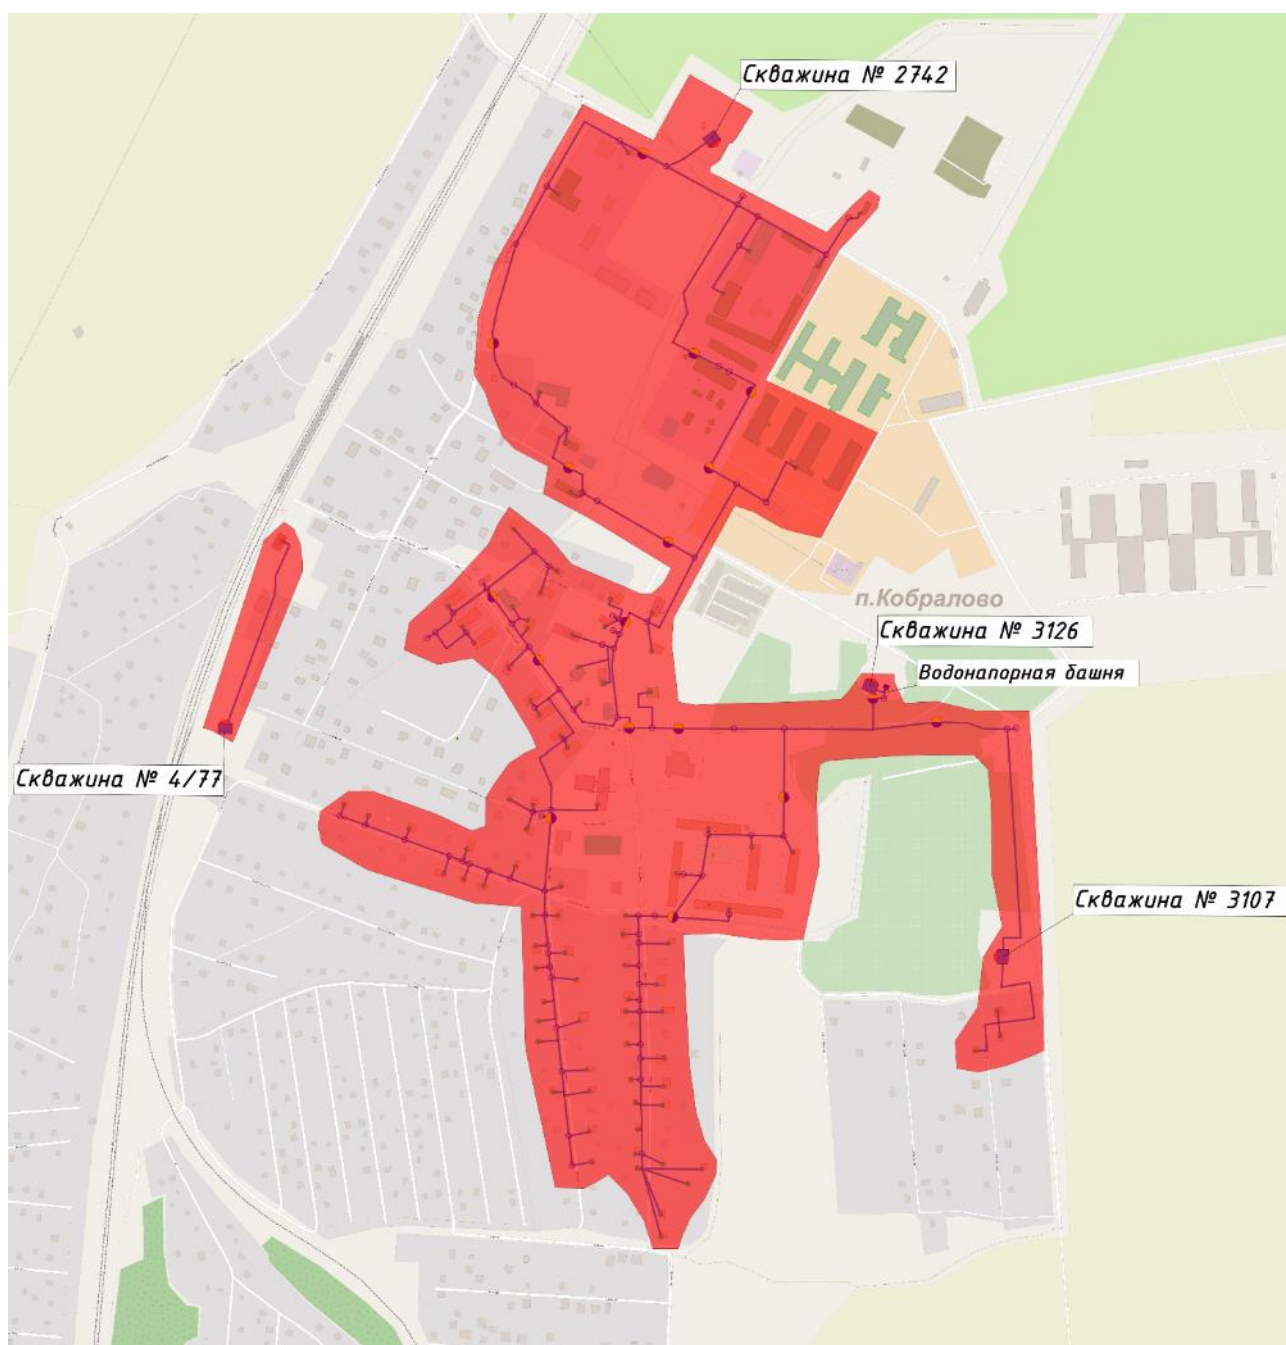 Скважина № 2742
п.Кобралово
Скважина № 3126
Водонапорная башня
Скважина № 4/77
Скважина № 3107